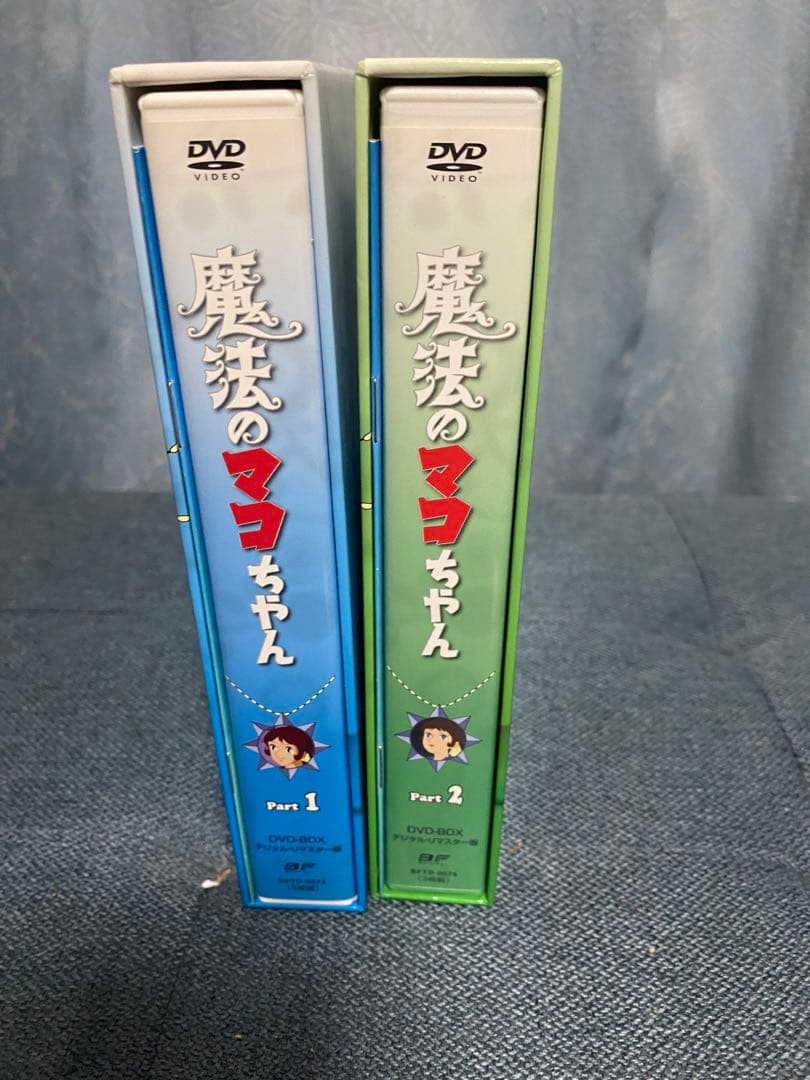 DVD
VIDEO
魔法のマコちゃん
Part 1
DVD-BOX
デジタル・リマスター版
DVD
VIDEO
魔法のマコちゃん
Part 2
DVD-BOX
デジタル・リマスター版